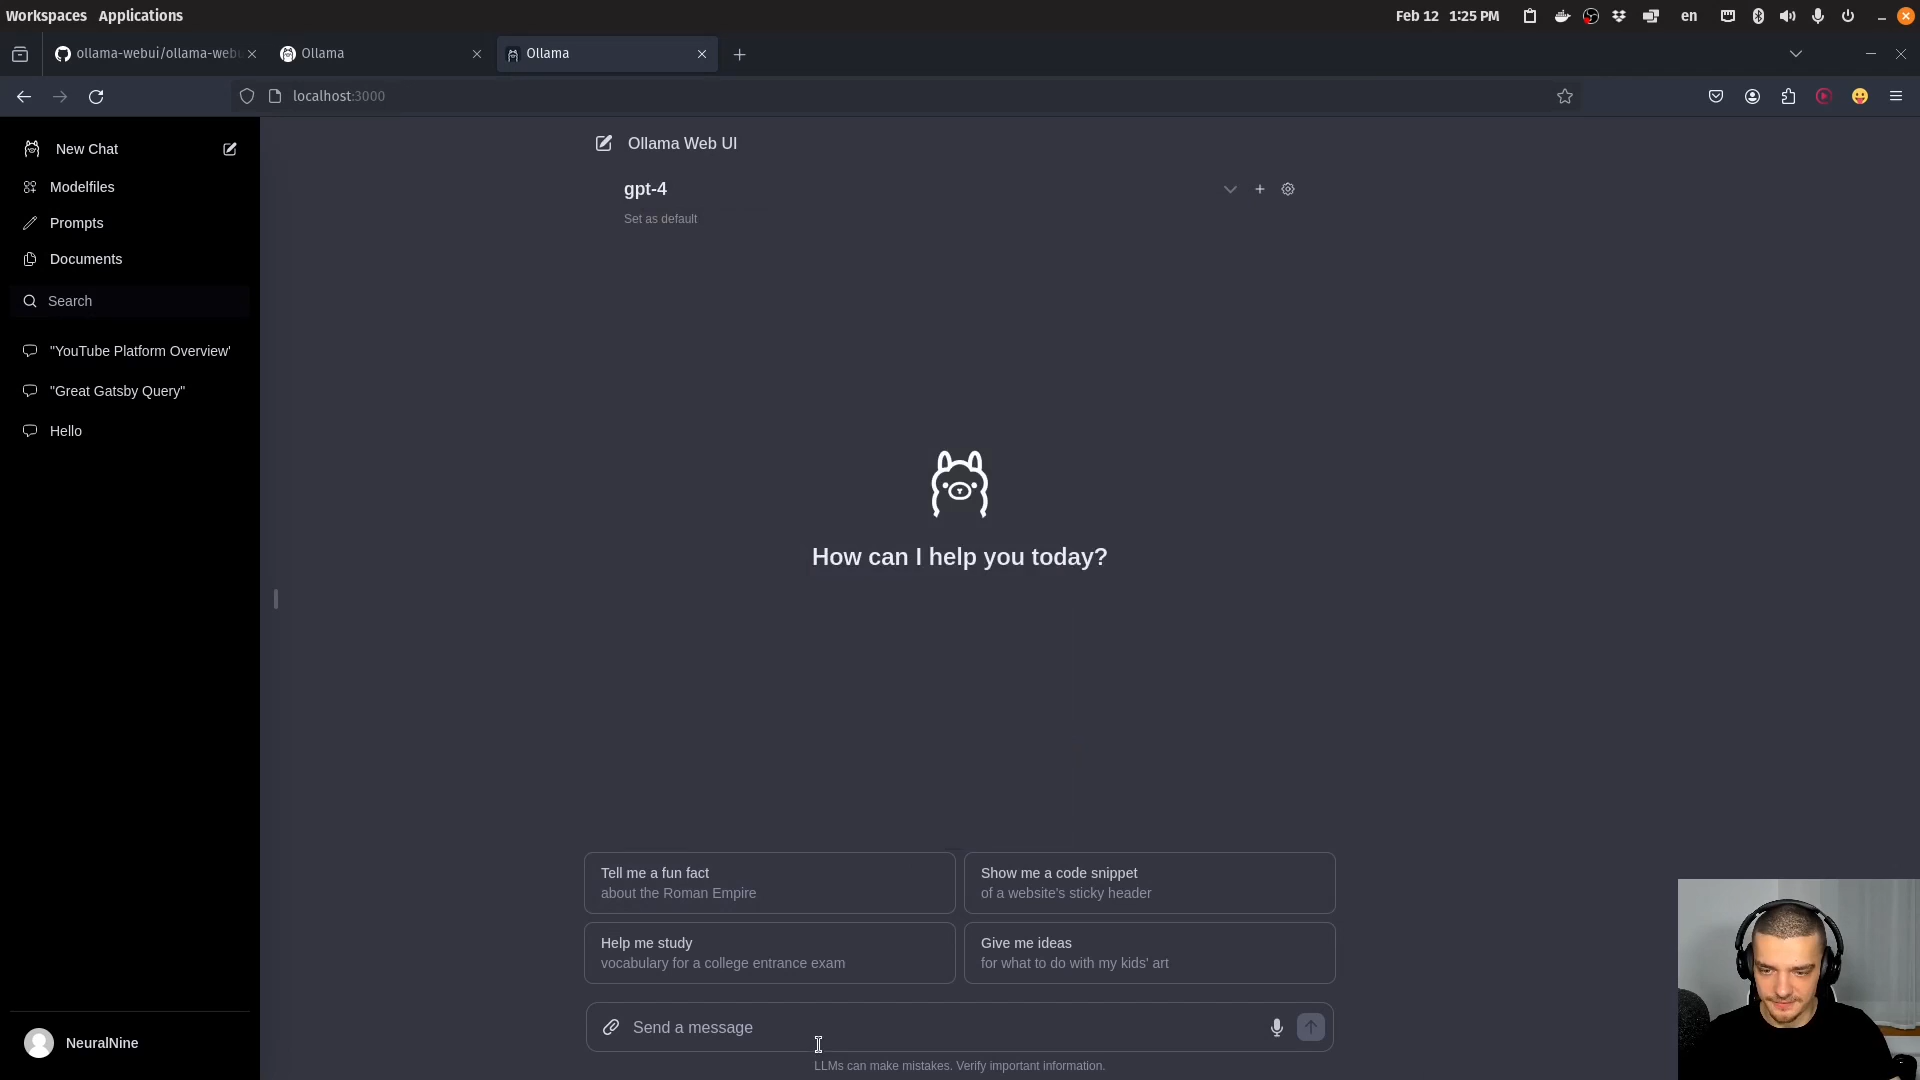 Workspaces Applications
Feb 12 1:25 PM
en
ollama-webui/ollama-webu
Ollama
Ollama
localhost:3000
New Chat
Modelfiles
Prompts
Documents
Search
"YouTube Platform Overview'
"Great Gatsby Query"
Hello
NeuralNine
Ollama Web UI
gpt-4
Set as default
How can I help you today?
Tell me a fun fact
about the Roman Empire
Show me a code snippet
of a website's sticky header
Help me study
vocabulary for a college entrance exam
Give me ideas
for what to do with my kids' art
Send a message
LLMs can make mistakes. Verify important information.